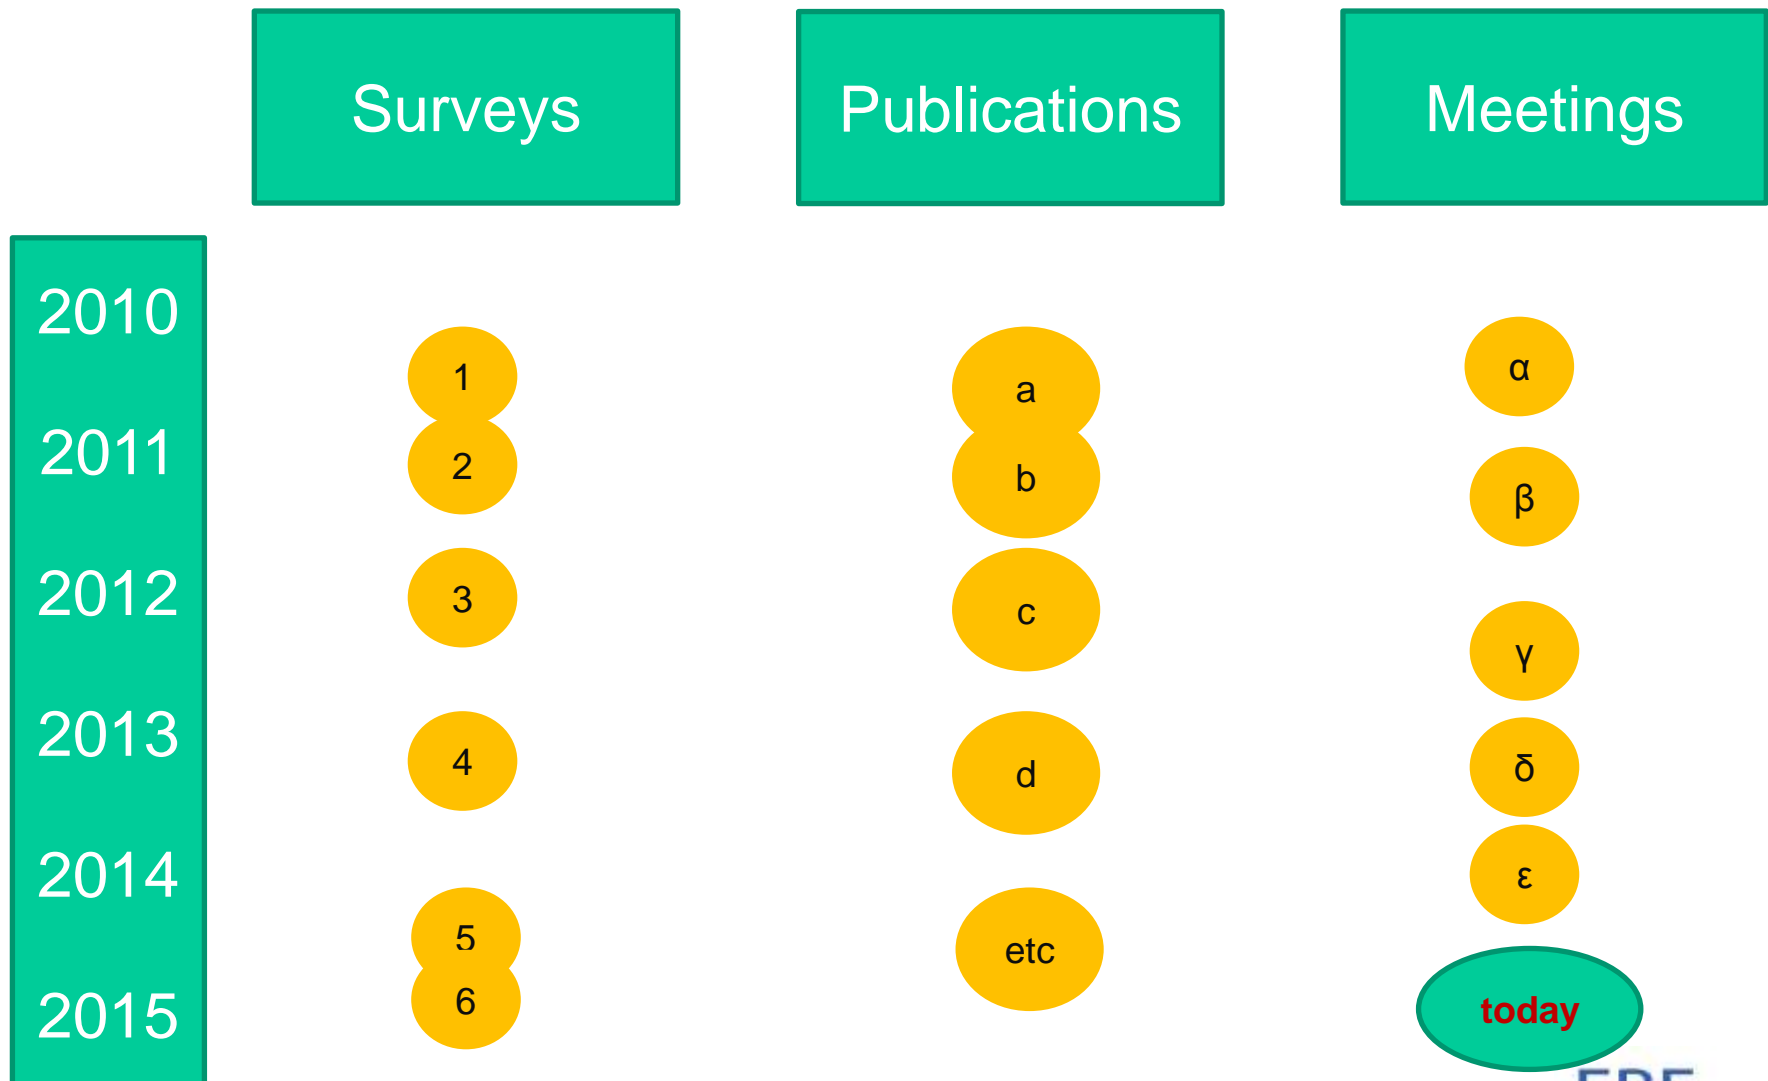 Surveys
Publications
Meetings
2010
1
a
α
2011
2
b
β
2012
3
c
γ
2013
4
d
δ
2014
ε
5
etc
6
2015
today